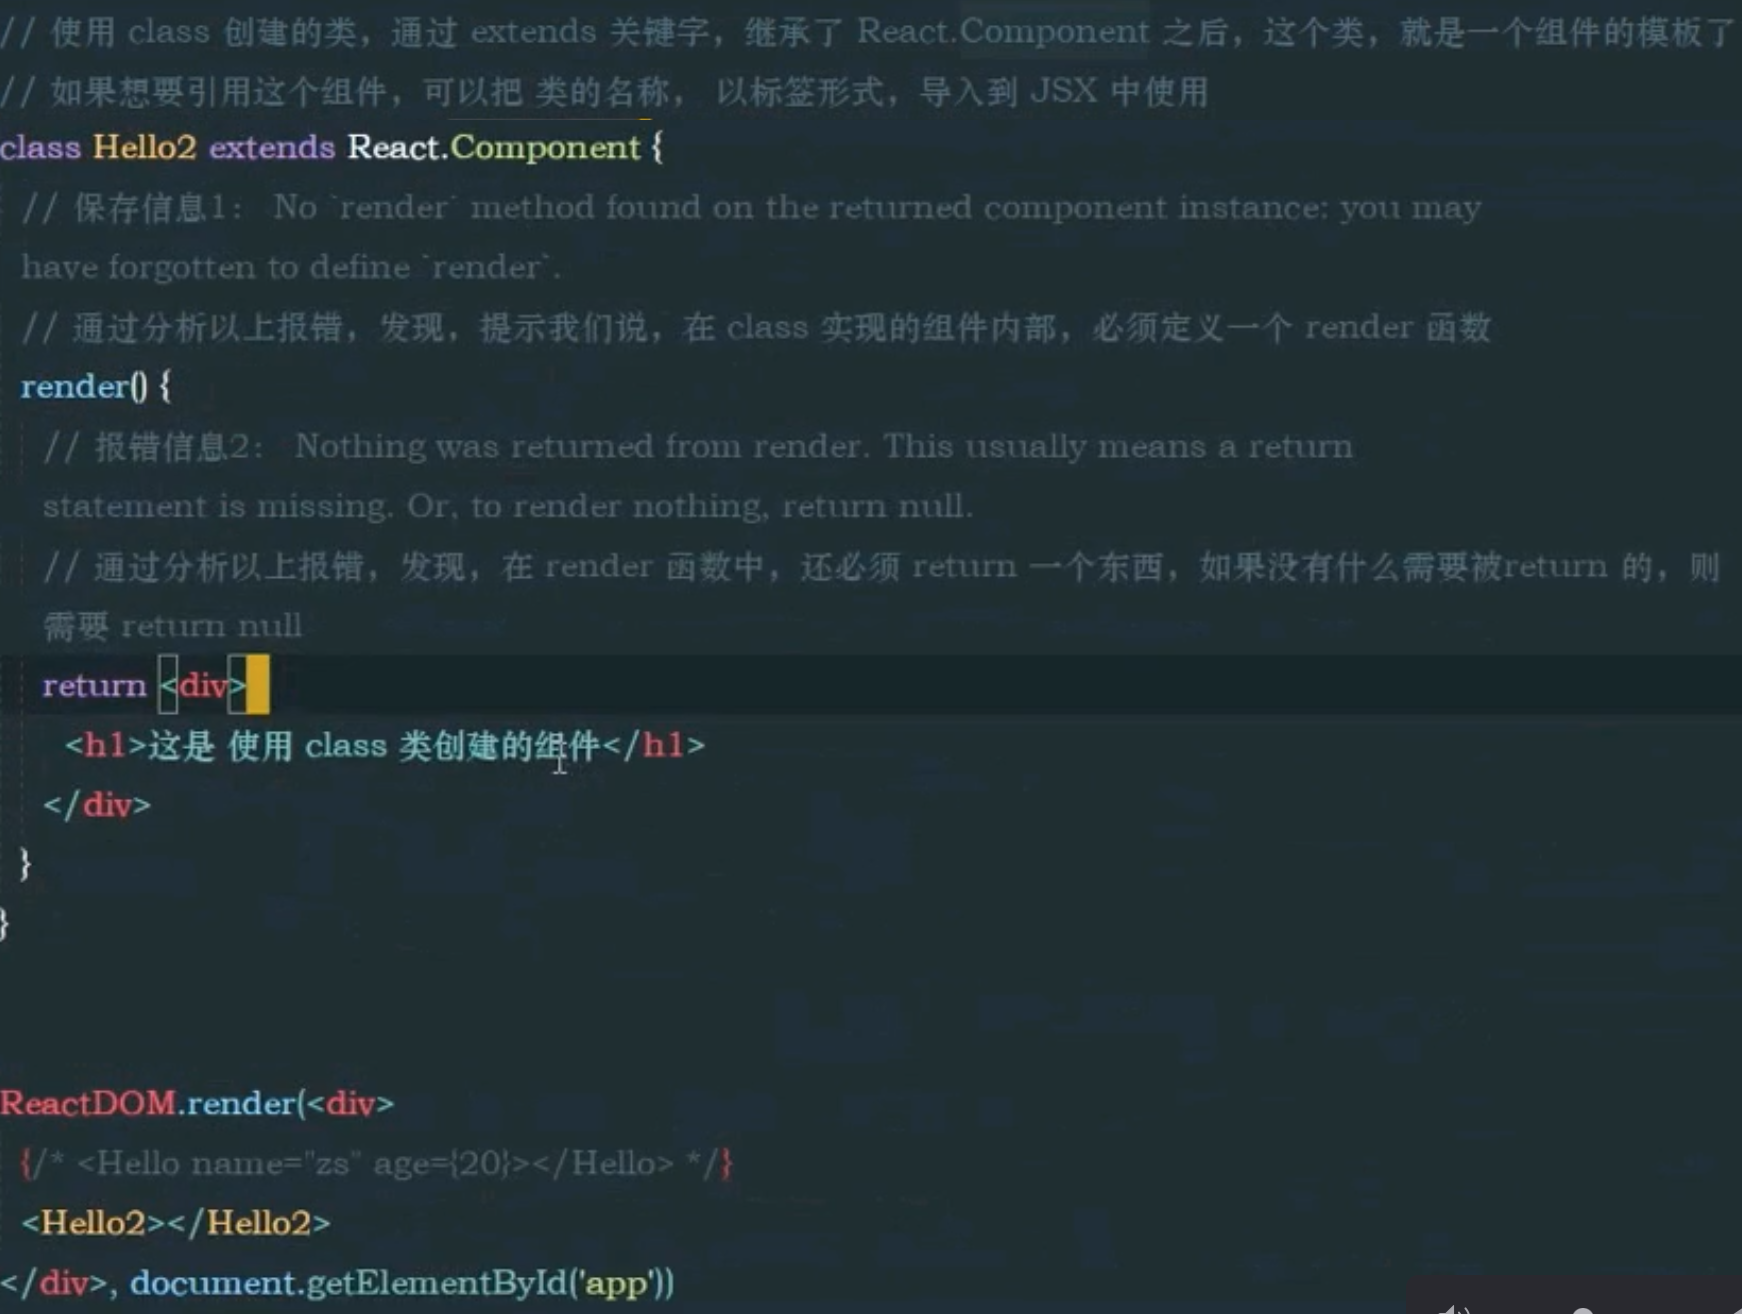 // 使用 class 创建的类，通过 extends 关键字，继承了 React.Component 之后，这个类，就是一个组件的模板了
// 如果想要引用这个组件，可以把 类的名称， 以标签形式，导入到 JSX 中使用
class Hello2 extends React.Component {
// 保存信息1： No `render` method found on the returned component instance: you may
have forgotten to define `render`.
// 通过分析以上报错，发现，提示我们说，在 class 实现的组件内部，必须定义一个 render 函数
render() {
// 报错信息2： Nothing was returned from render. This usually means a return
statement is missing. Or, to render nothing, return null.
// 通过分析以上报错，发现，在 render 函数中，还必须 return 一个东西，如果没有什么需要被return 的，则
需要 return null
return <div>
<h1>这是 使用 class 类创建的组件</h1>
</div>
}
}
ReactDOM.render(<div>
{/* <Hello name="zs" age={20}></Hello> */}
<Hello2></Hello2>
</div>, document.getElementById('app'))